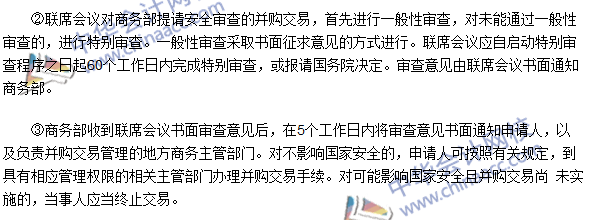 ②联席会议对商务部提请安全审查的并购交易，首先进行一般性审查，对未能通过一般性
审查的，进行特别审查。一般性审查采取书面征求意见的方式进行。联席会议应自启动特别审
查程序之日起60个工作日内完成特别审查，或报请国务院决定。审查意见由联席会议书面通知
商务部。
③商务部收到联席会议书面审查意见后，在5个工作日内将审查意见书面通知申请人，以
及负责并购交易管理的地方商务主管部门。对不影响国家安全的，申请人可按照有关规定，到
具有相应管理权限的相关主管部门办理并购交易手续。对可能影响国家安全且并购交易尚 未实
施的，当事人应当终止交易。